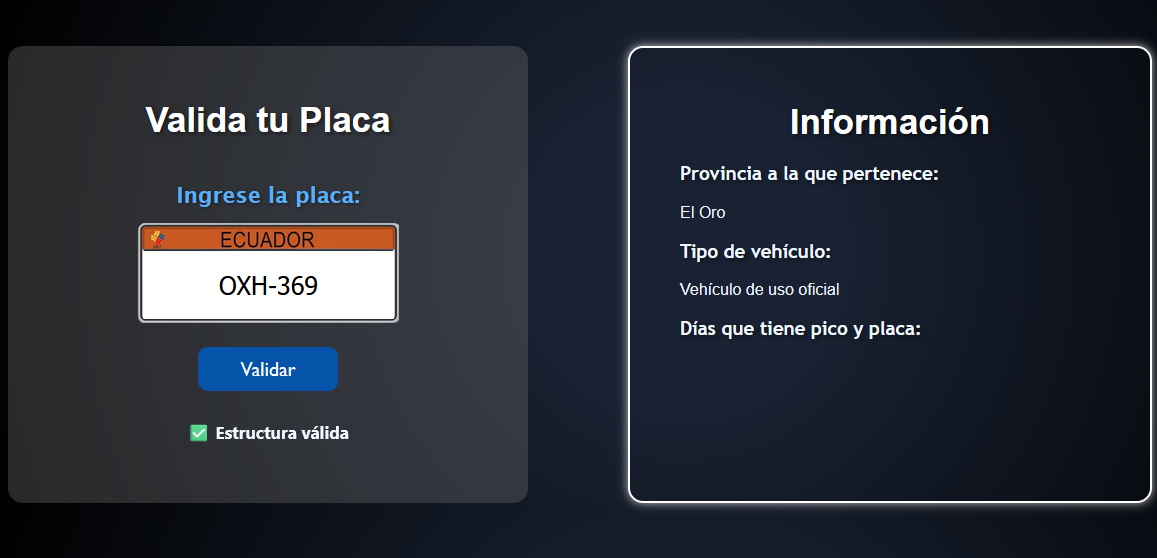 Valida tu Placa
Ingrese la placa:
ECUADOR
OXH-369
Validar
Estructura válida
Información
Provincia a la que pertenece:
El Oro
Tipo de vehículo:
Vehículo de uso oficial
Días que tiene pico y placa: